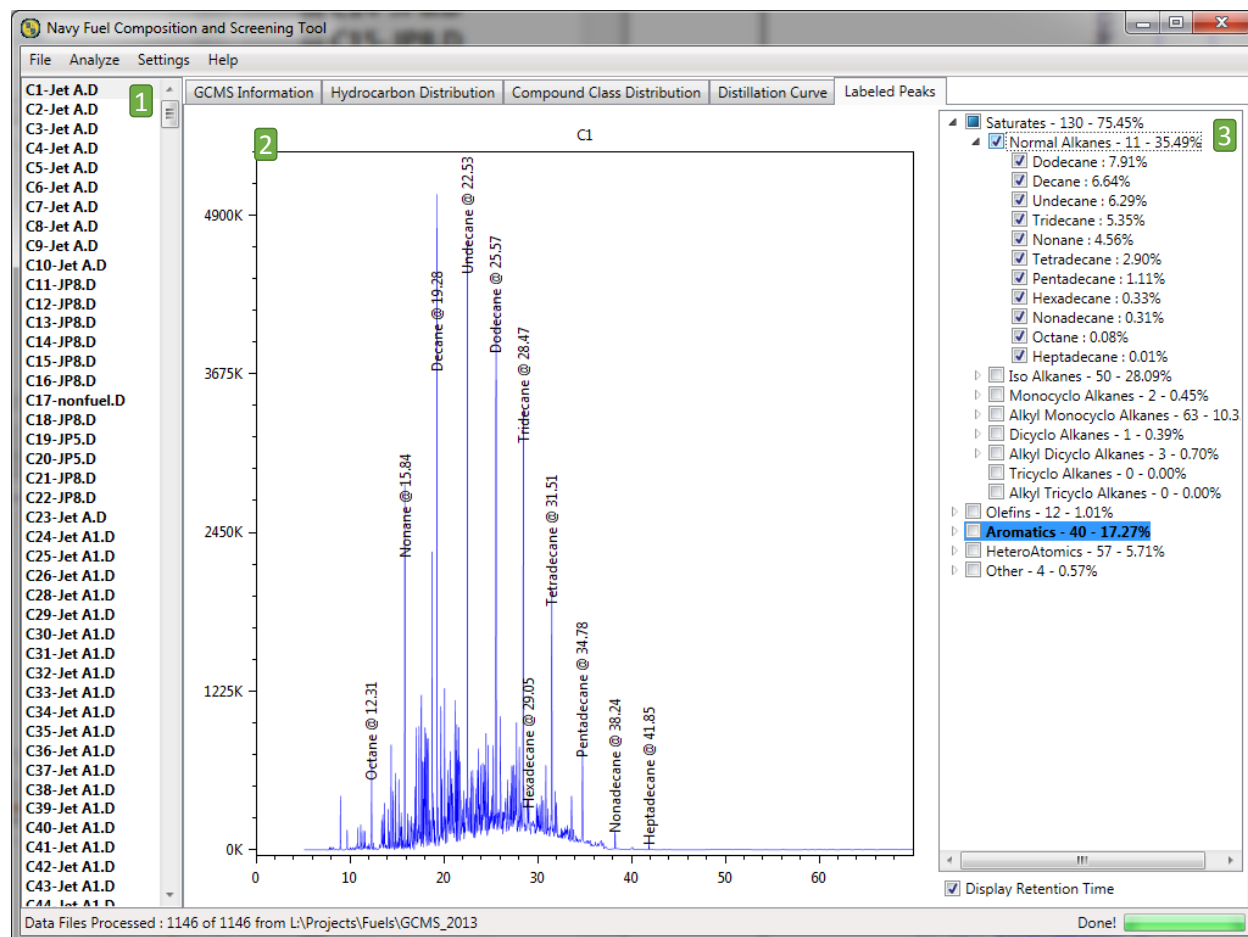 Navy Fuel Composition and Screening Tool
File Analyze Settings Help
C1-Jet A.D
C2-Jet A.D
C3-Jet A.D
C4-Jet A.D
C5-Jet A.D
C6-Jet A.D
C7-Jet A.D
C8-Jet A.D
C9-Jet A.D
C10-Jet A.D
C11-JP8.D
C12-JP8.D
C13-JP8.D
C14-JP8.D
C15-JP8.D
C16-JP8.D
C17-nonfuel.D
C18-JP8.D
C19-JP5.D
C20-JP5.D
C21-JP8.D
C22-JP8.D
C23-Jet A.D
C24-Jet A1.D
C25-Jet A1.D
C26-Jet A1.D
C28-Jet A1.D
C29-Jet A1.D
C30-Jet A1.D
C31-Jet A1.D
C32-Jet A1.D
C33-Jet A1.D
C34-Jet A1.D
C35-Jet A1.D
C36-Jet A1.D
C37-Jet A1.D
C38-Jet A1.D
C39-Jet A1.D
C40-Jet A1.D
C41-Jet A1.D
C42-Jet A1.D
C43-Jet A1.D
C44-Jet A1.D
1
GCMS Information Hydrocarbon Distribution Compound Class Distribution Distillation Curve Labeled Peaks
2
C1
4900K
3675K
2450K
1225K
0K
0 10 20 30 40 50 60
Octane @ 12.31
Nonane @ 15.84
Decane @ 19.28
Undecane @ 22.53
Dodecane @ 25.57
Tridecane @ 28.47
Hexadecane @ 29.05
Tetradecane @ 31.51
Pentadecane @ 34.78
Nonadecane @ 38.24
Heptadecane @ 41.85
3
Saturates - 130 - 75.45%
Normal Alkanes - 11 - 35.49%
Dodecane : 7.91%
Decane : 6.64%
Undecane : 6.29%
Tridecane : 5.35%
Nonane : 4.56%
Tetradecane : 2.90%
Pentadecane : 1.11%
Hexadecane : 0.33%
Nonadecane : 0.31%
Octane : 0.08%
Heptadecane : 0.01%
Iso Alkanes - 50 - 28.09%
Monocyclo Alkanes - 2 - 0.45%
Alkyl Monocyclo Alkanes - 63 - 10.3
Dicyclo Alkanes - 1 - 0.39%
Alkyl Dicyclo Alkanes - 3 - 0.70%
Tricyclo Alkanes - 0 - 0.00%
Alkyl Tricyclo Alkanes - 0 - 0.00%
Olefins - 12 - 1.01%
Aromatics - 40 - 17.27%
HeteroAtomics - 57 - 5.71%
Other - 4 - 0.57%
Display Retention Time
Data Files Processed : 1146 of 1146 from L:\Projects\Fuels\GCMS_2013
Done!